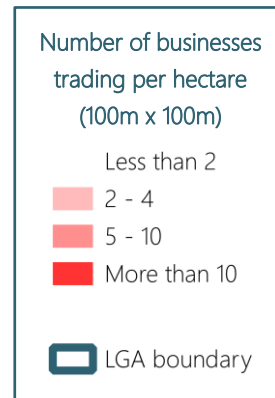 Number of businesses
trading per hectare
(100m x 100m)
Less than 2
2 - 4
5 - 10
More than 10
LGA boundary